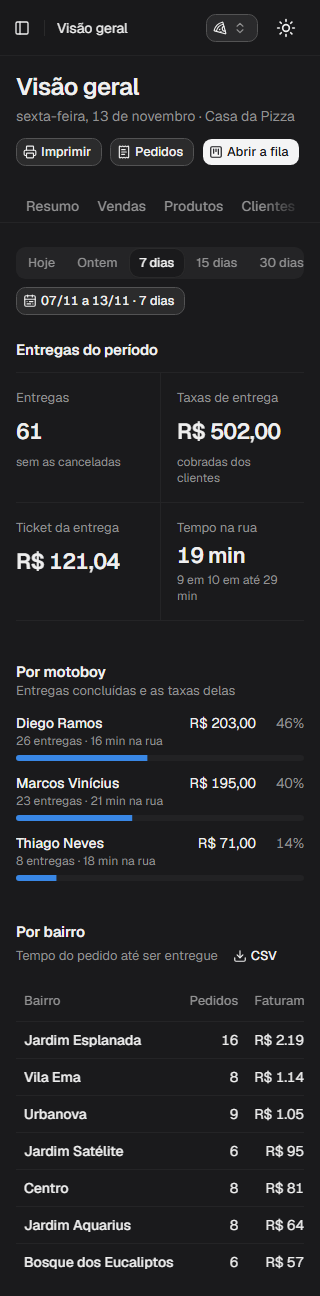 Visão geral
Visão geral
sexta-feira, 13 de novembro · Casa da Pizza
Imprimir Pedidos Abrir a fila
Resumo Vendas Produtos Clientes
Hoje Ontem 7 dias 15 dias 30 dias
07/11 a 13/11 · 7 dias
Entregas do período
Entregas Taxas de entrega
61 R$ 502,00
sem as canceladas cobradas dos
clientes
Ticket da entrega Tempo na rua
R$ 121,04 19 min
9 em 10 em até 29
min
Por motoboy
Entregas concluídas e as taxas delas
Diego Ramos R$ 203,00 46%
26 entregas · 16 min na rua
Marcos Vinícius R$ 195,00 40%
23 entregas · 21 min na rua
Thiago Neves R$ 71,00 14%
8 entregas · 18 min na rua
Por bairro
Tempo do pedido até ser entregue CSV
Bairro Pedidos Faturam
Jardim Esplanada 16 R$ 2.19
Vila Ema 8 R$ 1.14
Urbanova 9 R$ 1.05
Jardim Satélite 6 R$ 95
Centro 8 R$ 81
Jardim Aquarius 8 R$ 64
Bosque dos Eucaliptos 6 R$ 57